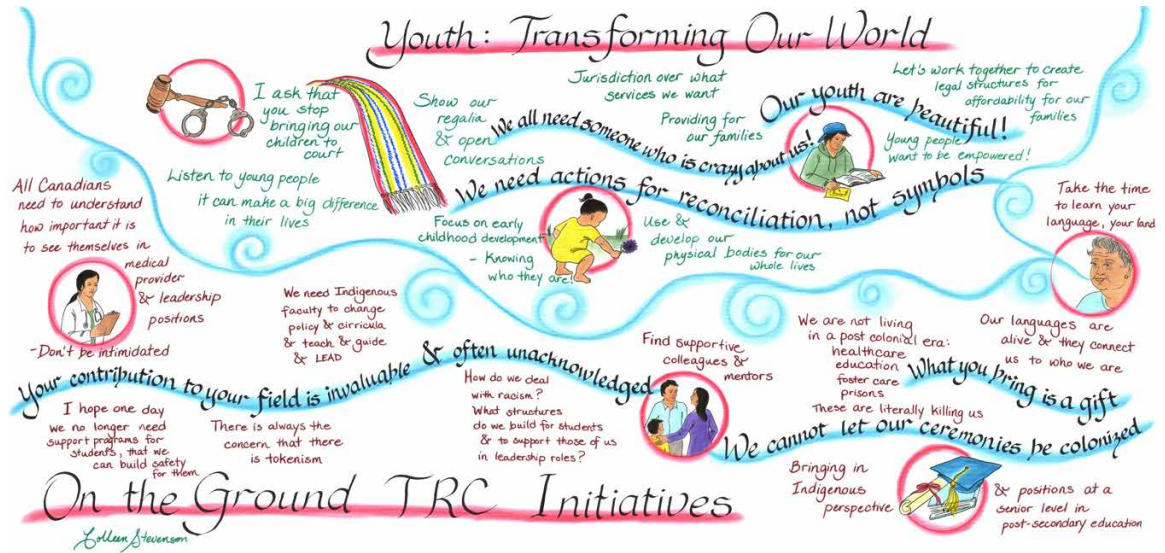 Youth: Transforming Our World
I ask that
you stop
bringing our
children to
court
Show our
regalia
& open
conversations
Jurisdiction over what
services we want
Let's work together to create
legal structures for
affordability for our
families
Providing for
our families
Our youth are beautiful!
We all need someone who is crazy about us!
Young people
want to be empowered!
Listen to young people
it can make a big difference
in their lives
We need actions for reconciliation, not symbols
Focus on early
childhood development
- Knowing
who they are!
Use &
develop our
physical bodies for our
whole lives
All Canadians
need to understand
how important it is
to see themselves in
medical
provider
& leadership
positions
-Don't be intimidated
Take the time
to learn your
language, your land
We need Indigenous
faculty to change
policy & cirricula
& teach & guide
& LEAD
Your contribution to your field is invaluable & often unacknowledged
Find supportive
colleagues &
mentors
We are not living
in a post colonial era:
healthcare
education
foster care
prisons
These are literally killing us
Our languages are
alive & they connect
us to who we are
What you bring is a gift
I hope one day
we no longer need
support programs for
students, that we
can build safety
for them
There is always the
concern that there
is tokenism
How do we deal
with racism?
What structures
do we build for students
& to support those of us
in leadership roles?
We cannot let our ceremonies be colonized
Bringing in
Indigenous
perspective
& positions at a
senior level in
post-secondary education
On the Ground TRC Initiatives
Colleen Stevenson